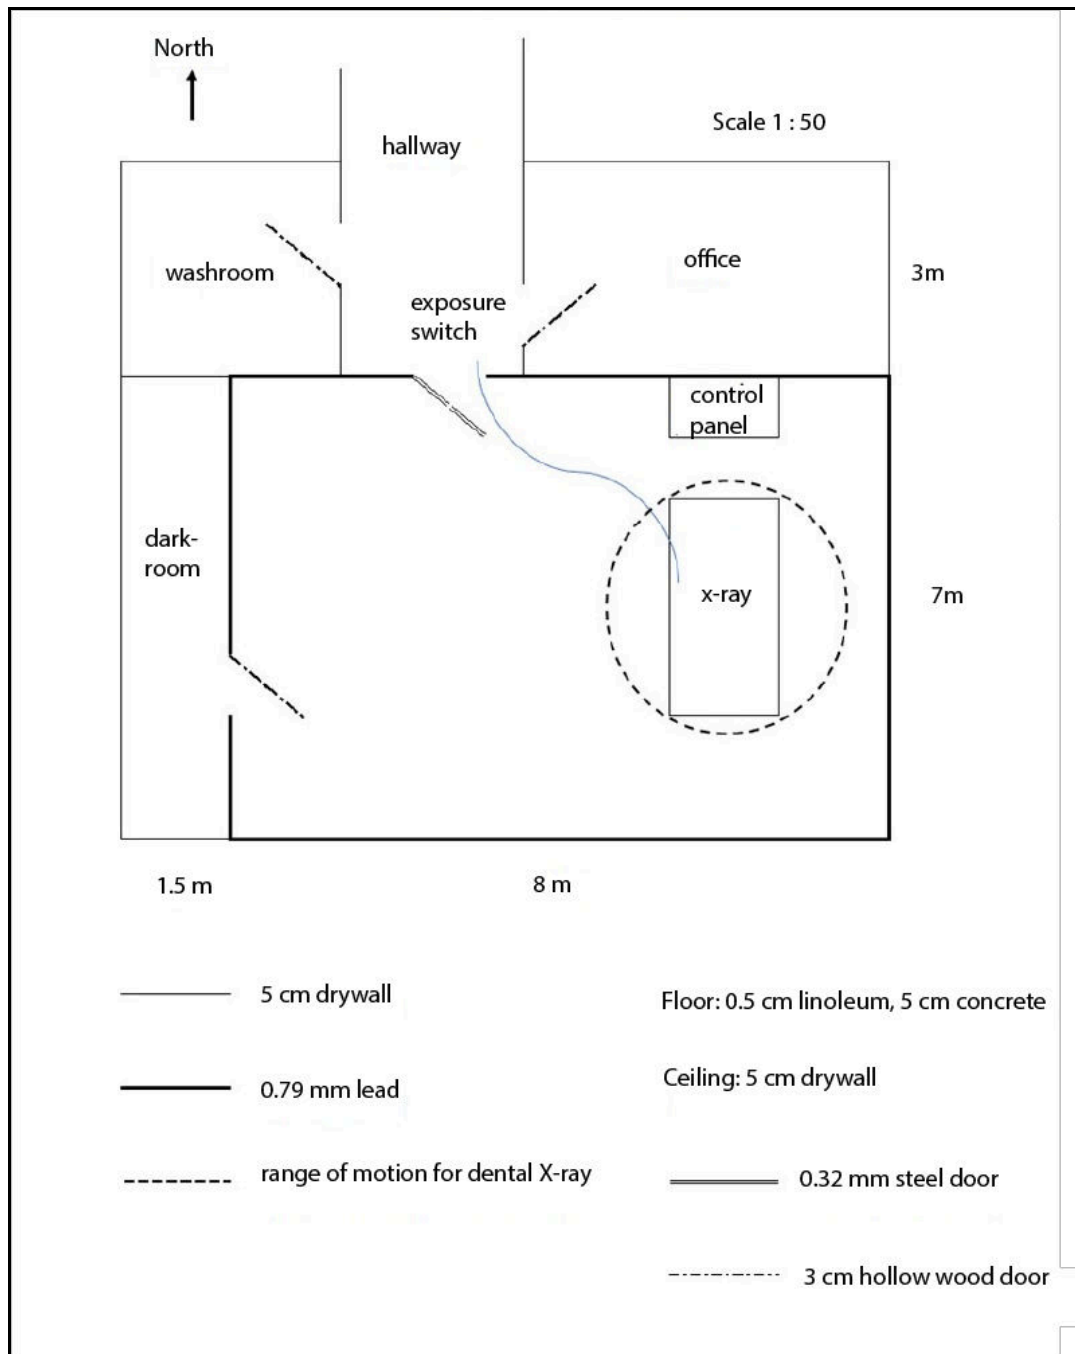 North
Scale 1 : 50
hallway
washroom
office
3m
exposure
switch
control
panel
dark-
room
x-ray
7m
1.5 m
8 m
5 cm drywall
Floor: 0.5 cm linoleum, 5 cm concrete
0.79 mm lead
Ceiling: 5 cm drywall
range of motion for dental X-ray
0.32 mm steel door
3 cm hollow wood door